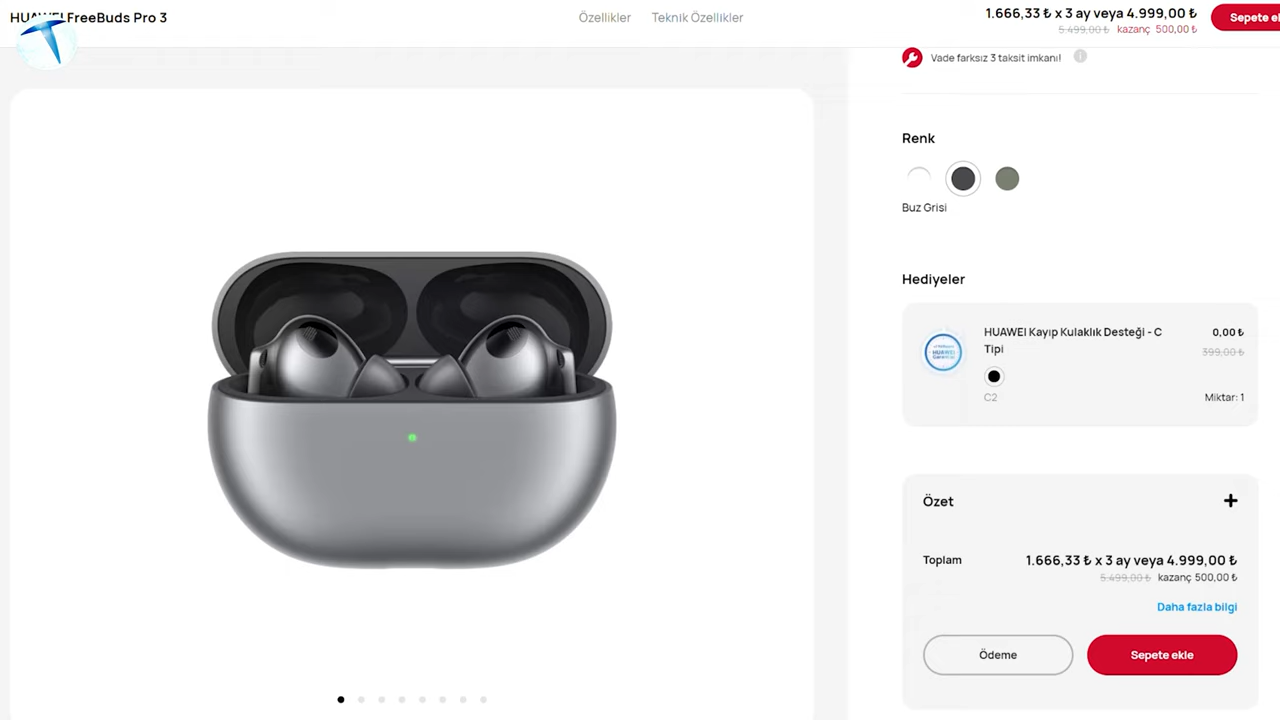 HUAWEI FreeBuds Pro 3
Özellikler
Teknik Özellikler
1.666,33 ₺ x 3 ay veya 4.999,00 ₺
5.499,00 ₺ kazanç 500,00 ₺
Sepete ek
Vade farksız 3 taksit imkanı!
Renk
Buz Grisi
Hediyeler
HUAWEI Kayıp Kulaklık Desteği - C
Tipi
0,00 ₺
399,00 ₺
C2
Miktar: 1
Özet
Toplam
1.666,33 ₺ x 3 ay veya 4.999,00 ₺
5.499,00 ₺ kazanç 500,00 ₺
Daha fazla bilgi
Ödeme
Sepete ekle